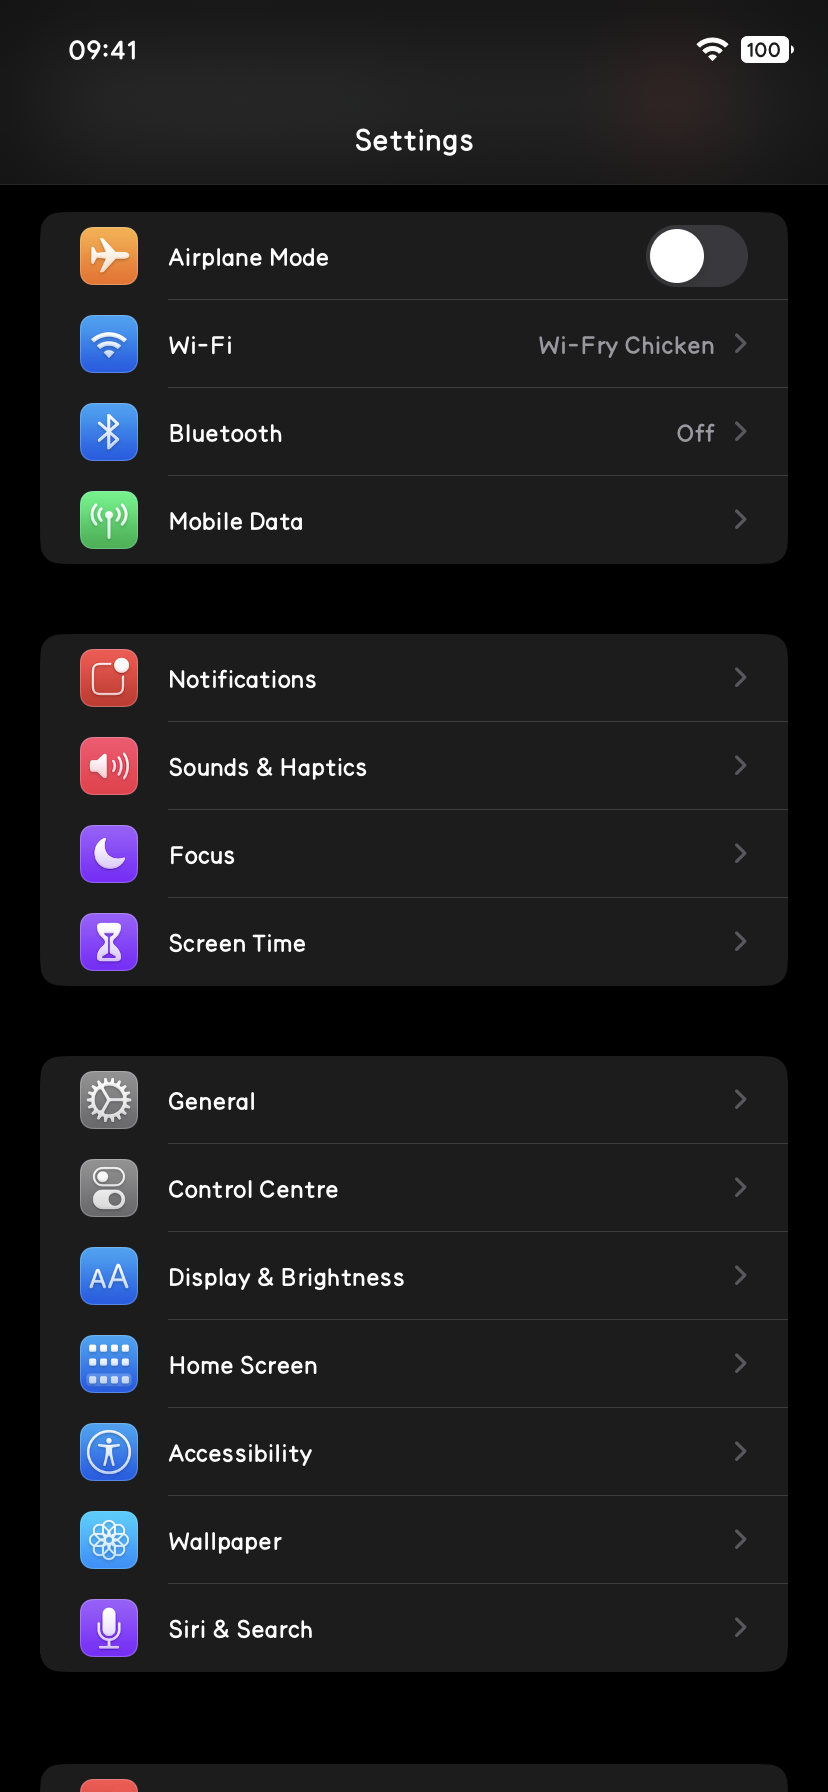 09:41
100
Settings
Airplane Mode
Wi-Fi Wi-Fry Chicken
Bluetooth Off
Mobile Data
Notifications
Sounds & Haptics
Focus
Screen Time
General
Control Centre
AA Display & Brightness
Home Screen
Accessibility
Wallpaper
Siri & Search